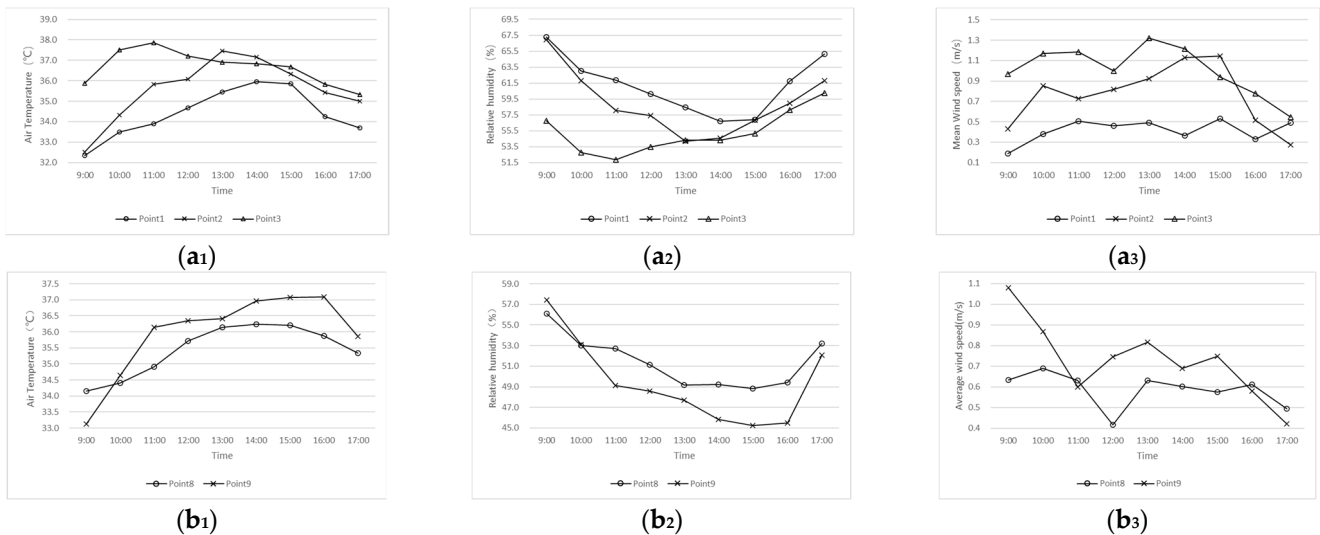 39.0
38.0
37.0
36.0
35.0
34.0
33.0
32.0
Air Temperature (℃)
9:00 10:00 11:00 12:00 13:00 14:00 15:00 16:00 17:00
Time
Point1 Point2 Point3
(a1)
69.5
67.5
65.5
63.5
61.5
59.5
57.5
55.5
53.5
51.5
Relative humidity (%)
9:00 10:00 11:00 12:00 13:00 14:00 15:00 16:00 17:00
Time
Point1 Point2 Point3
(a2)
1.5
1.3
1.1
0.9
0.7
0.5
0.3
0.1
Mean Wind speed (m/s)
9:00 10:00 11:00 12:00 13:00 14:00 15:00 16:00 17:00
Time
Point1 Point2 Point3
(a3)
37.5
37.0
36.5
36.0
35.5
35.0
34.5
34.0
33.5
33.0
Air Temperature (℃)
9:00 10:00 11:00 12:00 13:00 14:00 15:00 16:00 17:00
Time
Point8 Point9
(b1)
59.0
57.0
55.0
53.0
51.0
49.0
47.0
45.0
Relative humidity (%)
9:00 10:00 11:00 12:00 13:00 14:00 15:00 16:00 17:00
Time
Point8 Point9
(b2)
1.1
1.0
0.9
0.8
0.7
0.6
0.5
0.4
Average wind speed(m/s)
9:00 10:00 11:00 12:00 13:00 14:00 15:00 16:00 17:00
Time
Point8 Point9
(b3)